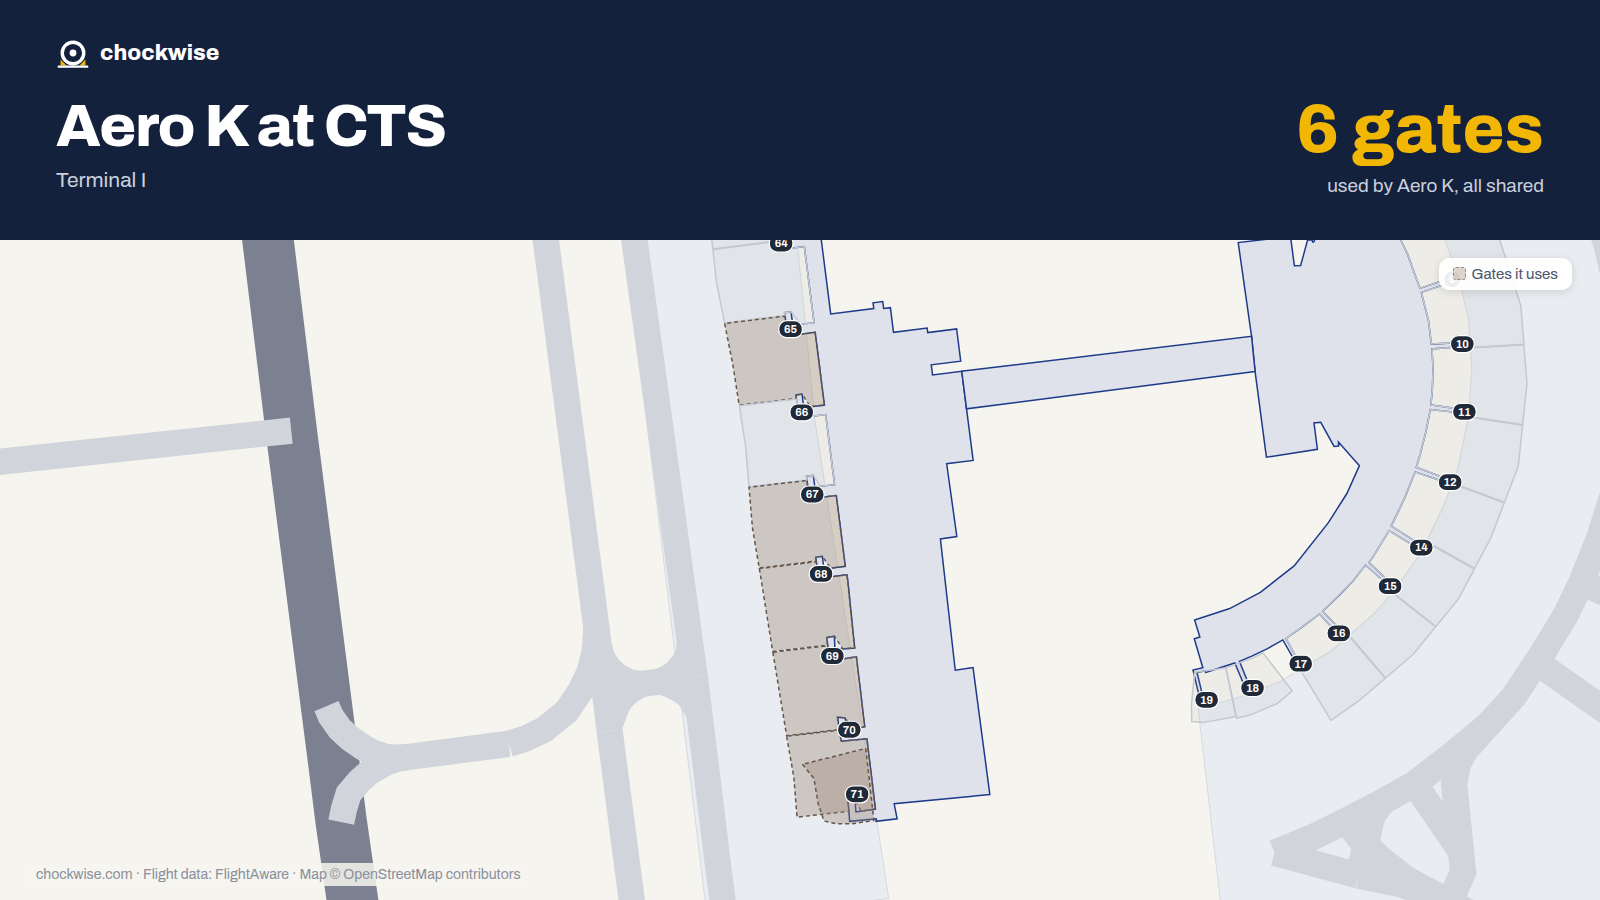 chockwise
Aero K at CTS
Terminal I
6 gates
used by Aero K, all shared
64
Gates it uses
65
10
66
11
67
12
68
14
15
69
16
17
18
19
70
71
chockwise.com · Flight data: FlightAware · Map © OpenStreetMap contributors